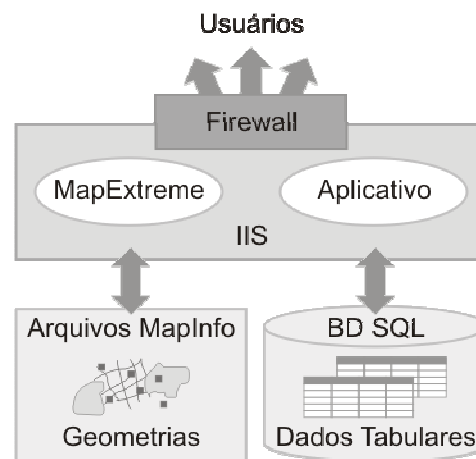 Usuários
Firewall
MapExtreme
Aplicativo
IIS
Arquivos MapInfo
BD SQL
Geometrias
Dados Tabulares